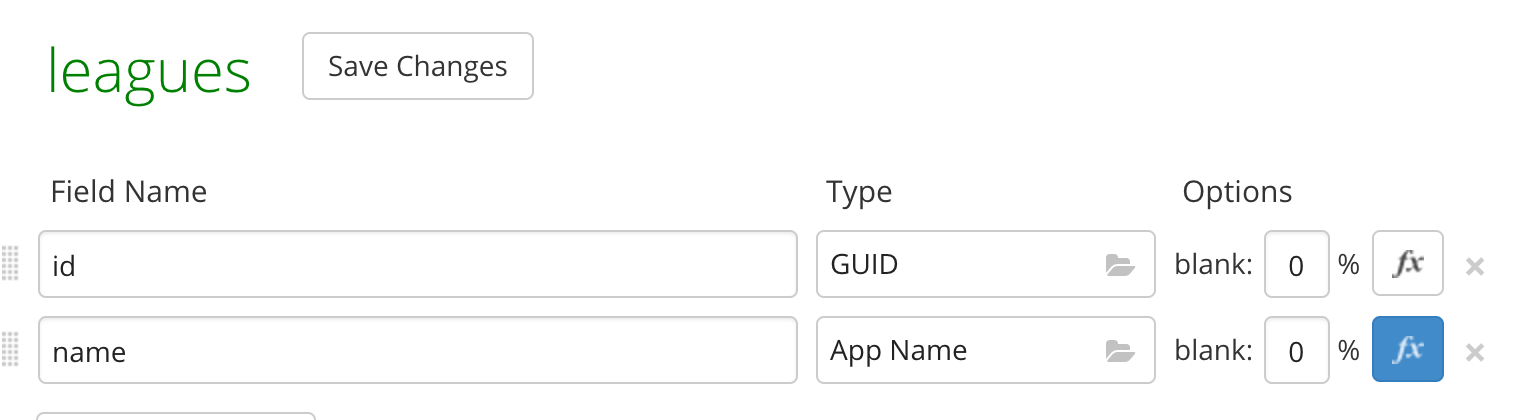 leagues Save Changes
Field Name Type Options
id GUID blank: 0 % fx
name App Name blank: 0 % fx